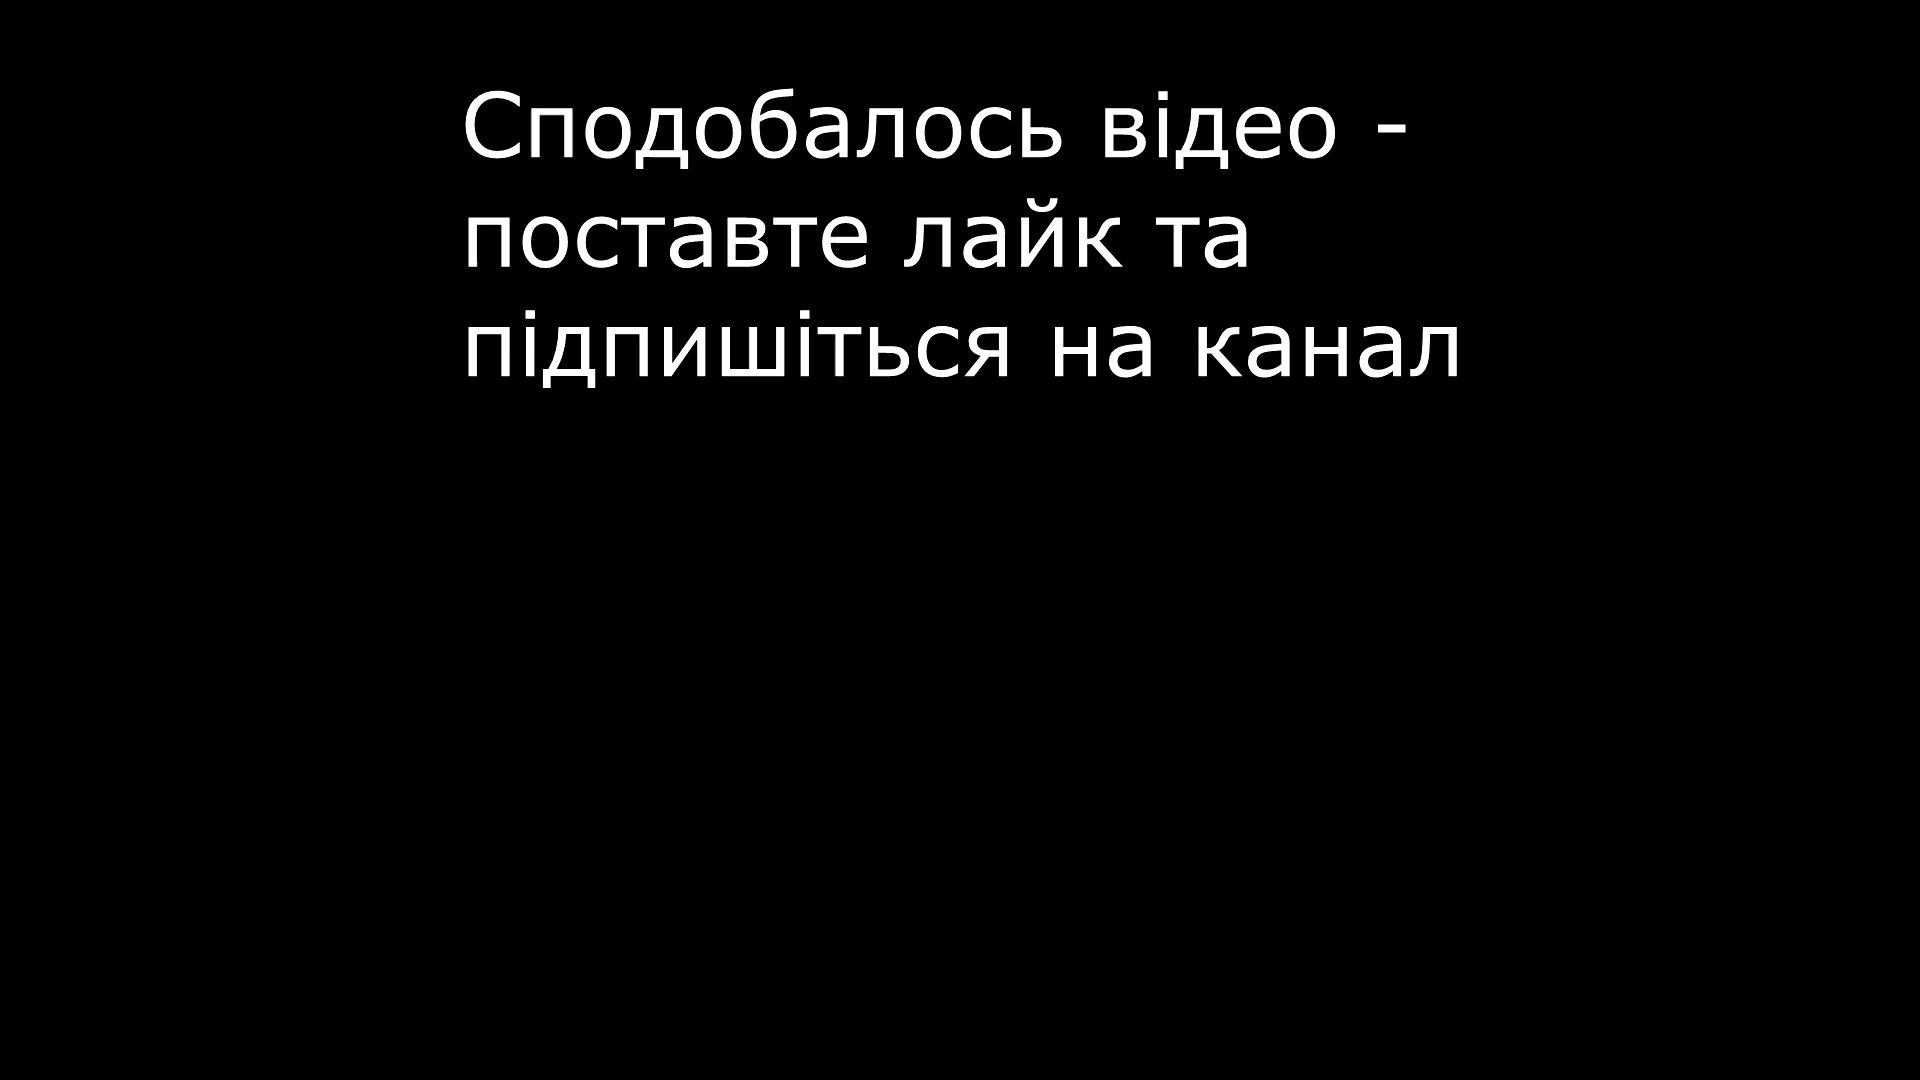 Сподобалось відео -
поставте лайк та
підпишіться на канал